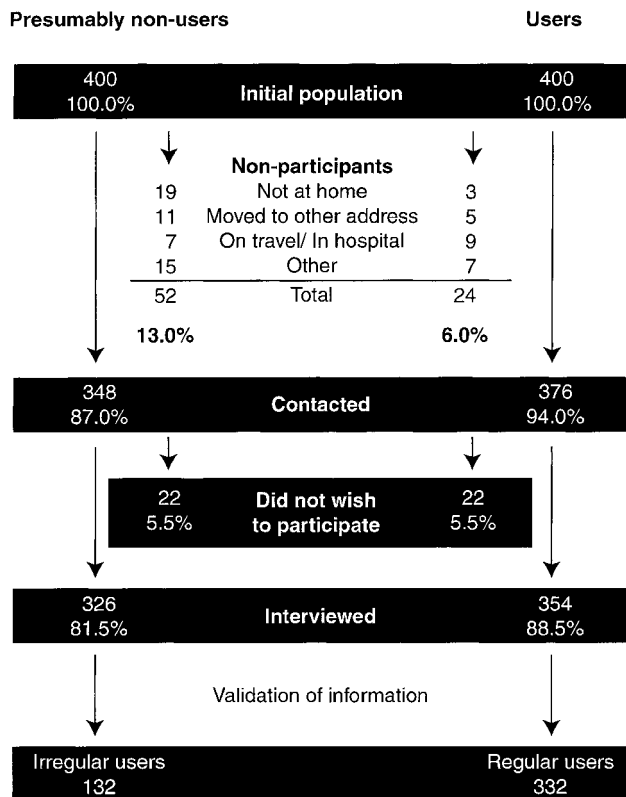 Presumably non-users Users
400 Initial population 400
100.0% 100.0%
Non-participants
19 Not at home 3
11 Moved to other address 5
7 On travel/ In hospital 9
15 Other 7
52 Total 24
13.0% 6.0%
348 Contacted 376
87.0% 94.0%
22 Did not wish 22
5.5% to participate 5.5%
326 Interviewed 354
81.5% 88.5%
Validation of information
Irregular users Regular users
132 332